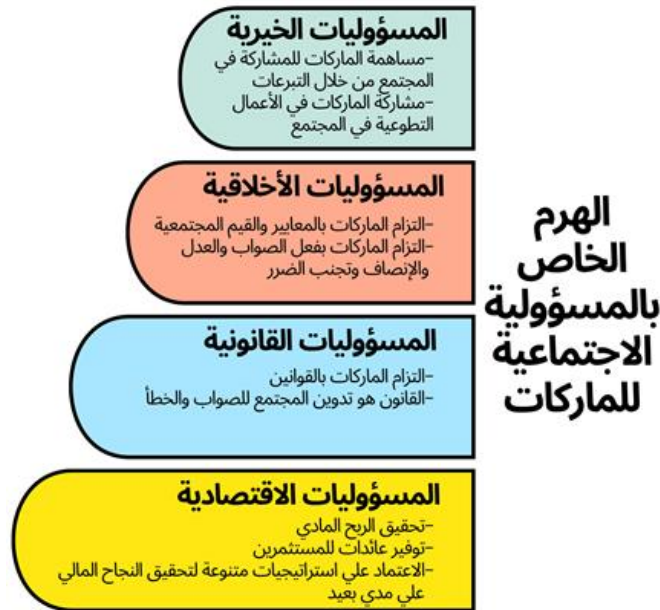 الهرم
الخاص
بالمسؤولية
الاجتماعية
للماركات
المسؤوليات الخيرية
-مساهمة الماركات للمشاركة في
المجتمع من خلال التبرعات
-مشاركة الماركات في الأعمال
التطوعية في المجتمع
المسؤوليات الأخلاقية
-التزام الماركات بالمعايير والقيم المجتمعية
-التزام الماركات بفعل الصواب والعدل
والإنصاف وتجنب الضرر
المسؤوليات القانونية
-التزام الماركات بالقوانين
-القانون هو تدوين المجتمع للصواب والخطأ
المسؤوليات الاقتصادية
-تحقيق الربح المادي
-توفير عائدات للمستثمرين
-الاعتماد علي استراتيجيات متنوعة لتحقيق النجاح المالي
علي مدي بعيد